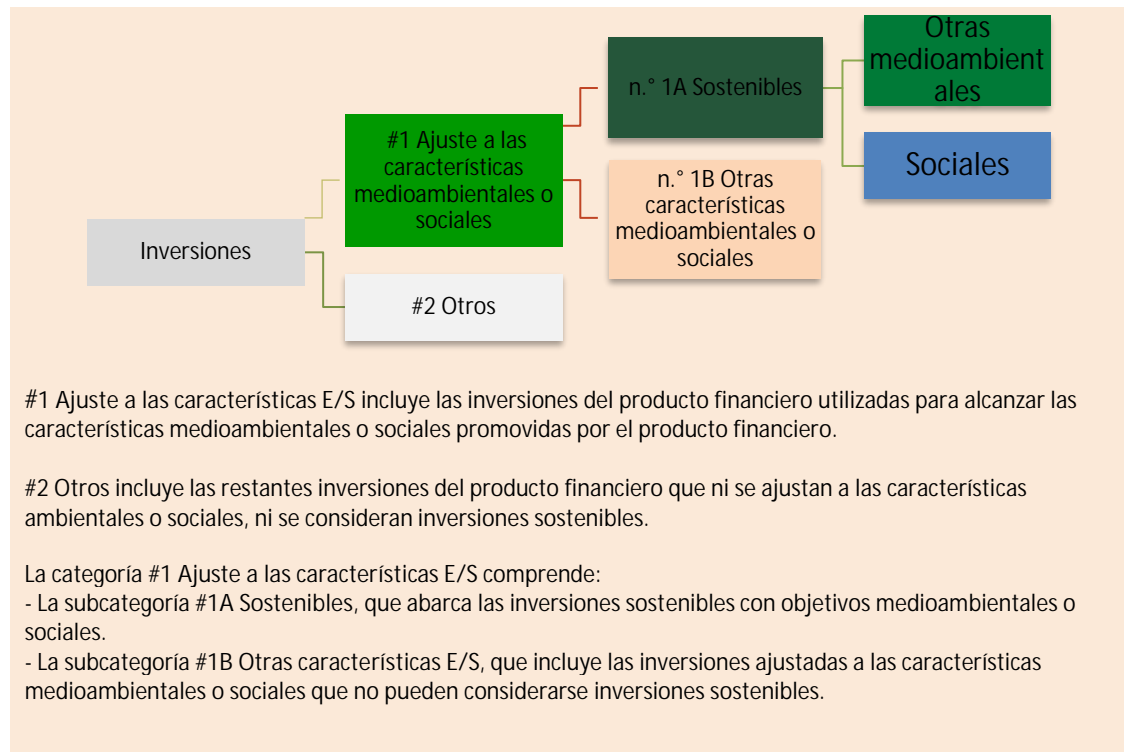 Inversiones
#1 Ajuste a las
características
medioambientales o
sociales
#2 Otros
n.° 1A Sostenibles
n.° 1B Otras
características
medioambientales o
sociales
Otras
medioambient
ales
Sociales
#1 Ajuste a las características E/S incluye las inversiones del producto financiero utilizadas para alcanzar las
características medioambientales o sociales promovidas por el producto financiero.
#2 Otros incluye las restantes inversiones del producto financiero que ni se ajustan a las características
ambientales o sociales, ni se consideran inversiones sostenibles.
La categoría #1 Ajuste a las características E/S comprende:
- La subcategoría #1A Sostenibles, que abarca las inversiones sostenibles con objetivos medioambientales o
sociales.
- La subcategoría #1B Otras características E/S, que incluye las inversiones ajustadas a las características
medioambientales o sociales que no pueden considerarse inversiones sostenibles.